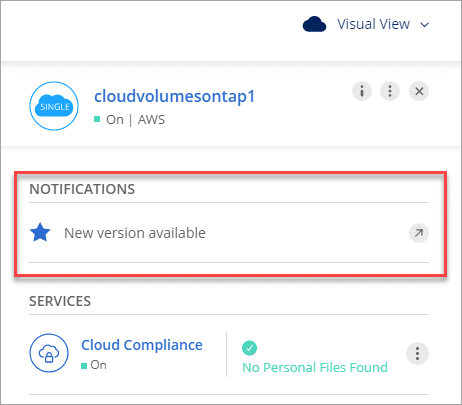 Visual View
SINGLE
cloudvolumesontap1
On | AWS
NOTIFICATIONS
New version available
SERVICES
Cloud Compliance
On
No Personal Files Found